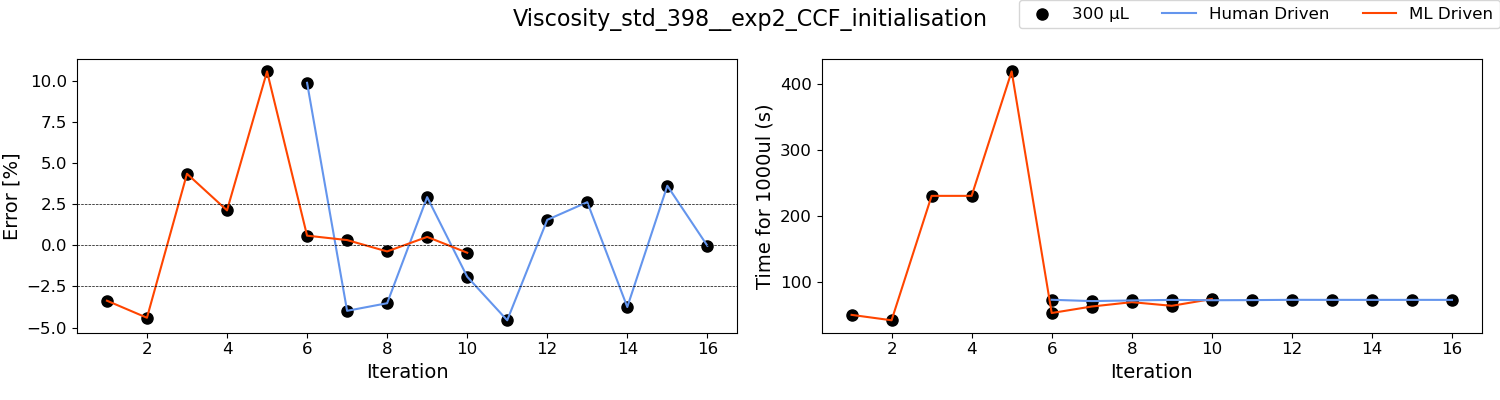 Viscosity_std_398__exp2_CCF_initialisation
300 µL
Human Driven
ML Driven
Error [%]
10.0
7.5
5.0
2.5
0.0
−2.5
−5.0
2 4 6 8 10 12 14 16
Iteration
Time for 1000ul (s)
400
300
200
100
2 4 6 8 10 12 14 16
Iteration